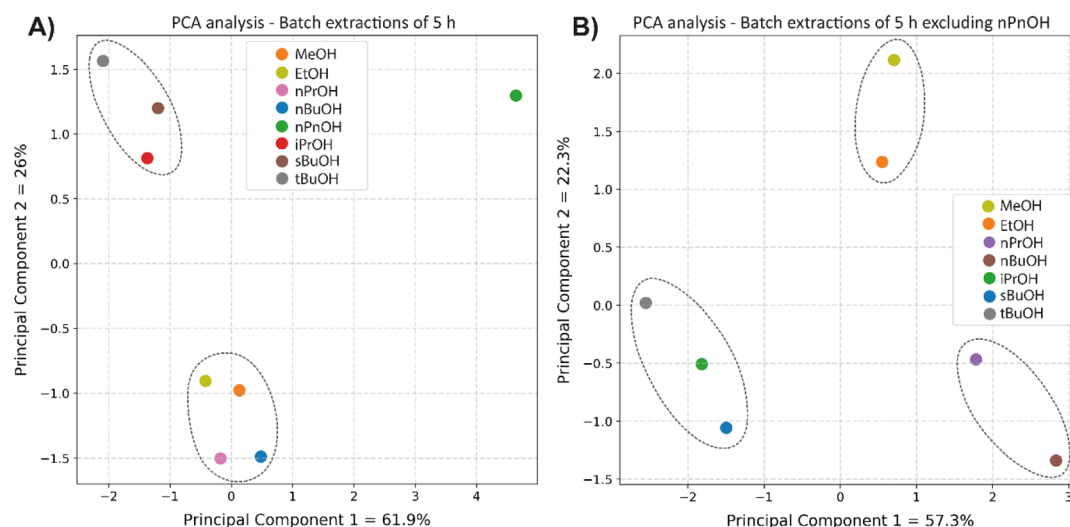 A)
PCA analysis - Batch extractions of 5 h
1.5
1.0
0.5
0.0
−0.5
−1.0
−1.5
Principal Component 2 = 26%
MeOH
EtOH
nPrOH
nBuOH
nPnOH
iPrOH
sBuOH
tBuOH
−2 −1 0 1 2 3 4
Principal Component 1 = 61.9%
B)
PCA analysis - Batch extractions of 5 h excluding nPnOH
2.0
1.5
1.0
0.5
0.0
−0.5
−1.0
−1.5
Principal Component 2 = 22.3%
MeOH
EtOH
nPrOH
nBuOH
iPrOH
sBuOH
tBuOH
−2 −1 0 1 2 3
Principal Component 1 = 57.3%